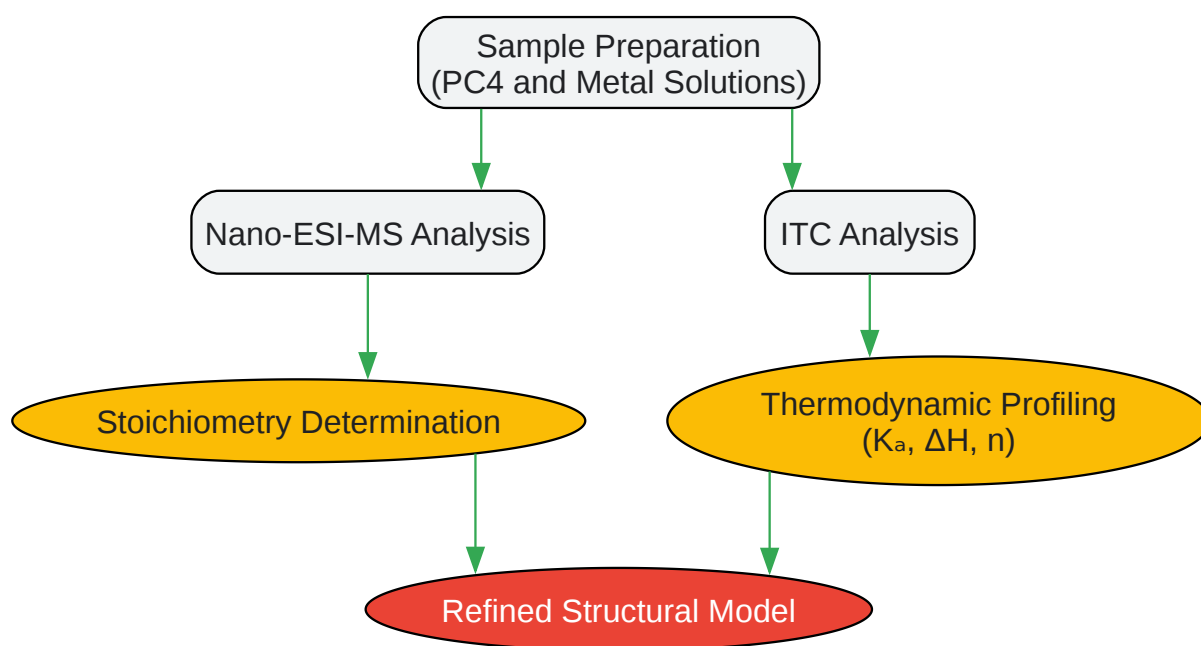 Sample Preparation
(PC4 and Metal Solutions)
Nano-ESI-MS Analysis
ITC Analysis
Stoichiometry Determination
Thermodynamic Profiling
(Kₐ, ΔH, n)
Refined Structural Model